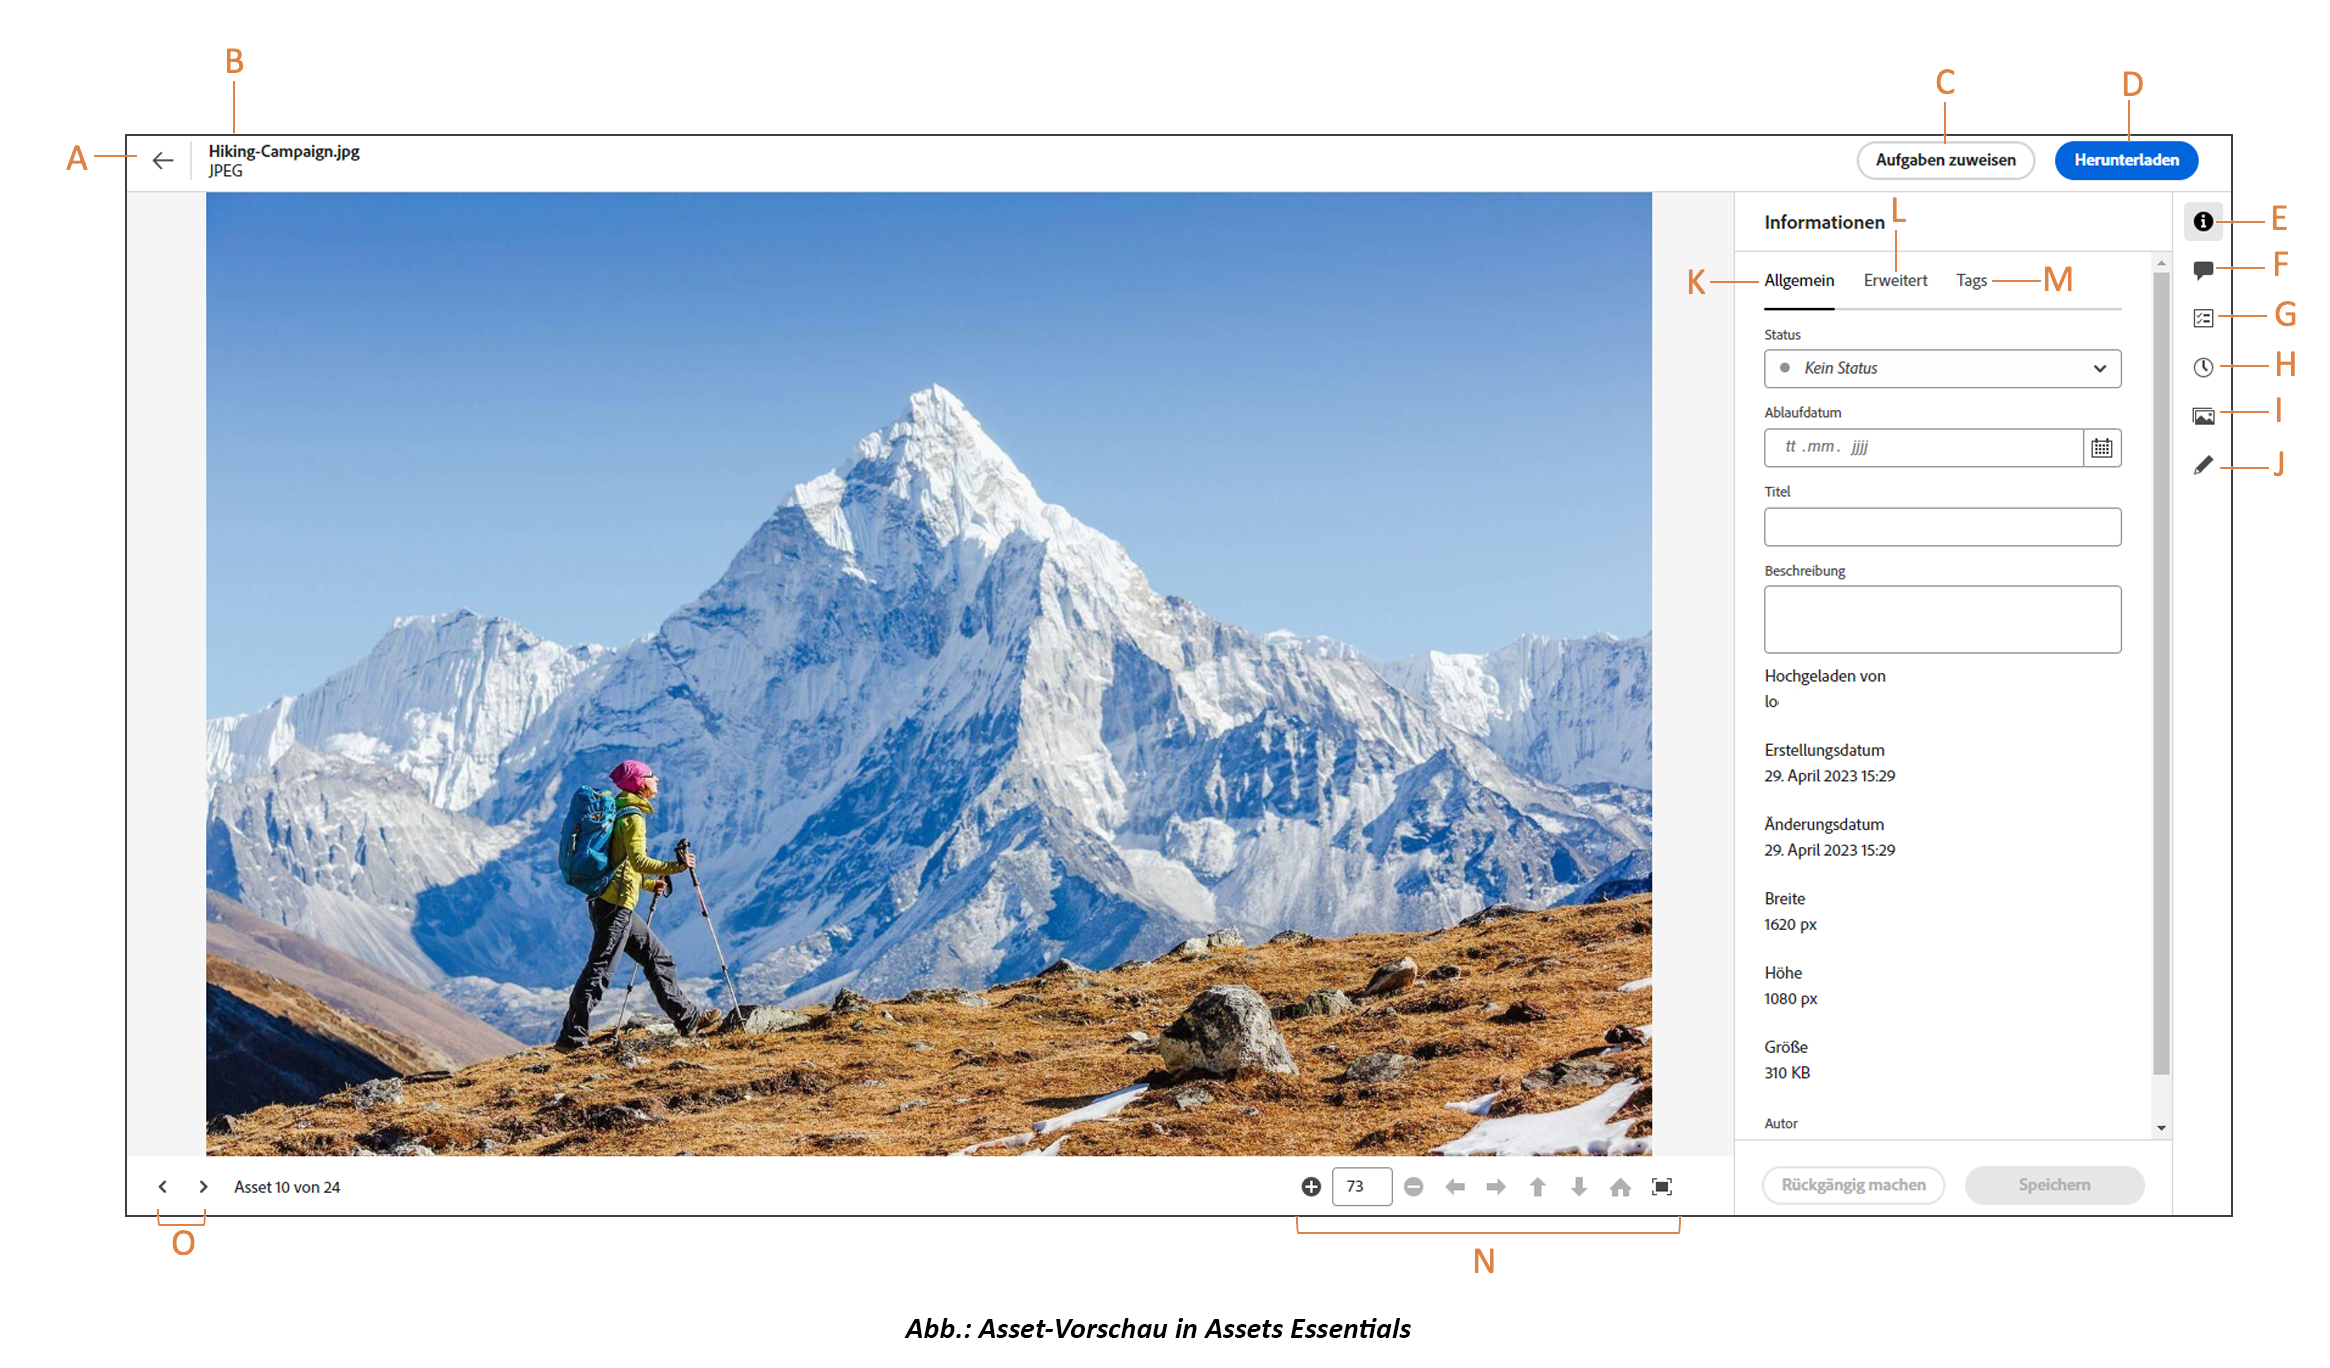 B
C
D
A
Hiking-Campaign.jpg
JPEG
Aufgaben zuweisen
Herunterladen
Informationen
L
E
K
Allgemein
Erweitert
Tags
M
F
G
H
I
J
Status
Kein Status
Ablaufdatum
tt .mm . jjjj
Titel
Beschreibung
Hochgeladen von
lo
Erstellungsdatum
29. April 2023 15:29
Änderungsdatum
29. April 2023 15:29
Breite
1620 px
Höhe
1080 px
Größe
310 KB
Autor
Asset 10 von 24
73
Rückgängig machen
Speichern
O
N
Abb.: Asset-Vorschau in Assets Essentials